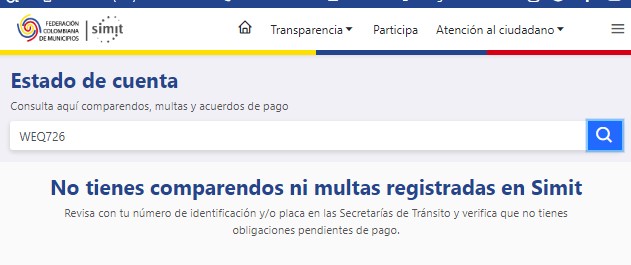 FEDERACIÓN
COLOMBIANA
DE MUNICIPIOS
simit
Transparencia
Participa
Atención al ciudadano
Estado de cuenta
Consulta aquí comparendos, multas y acuerdos de pago
WEQ726
No tienes comparendos ni multas registradas en Simit
Revisa con tu número de identificación y/o placa en las Secretarías de Tránsito y verifica que no tienes
obligaciones pendientes de pago.